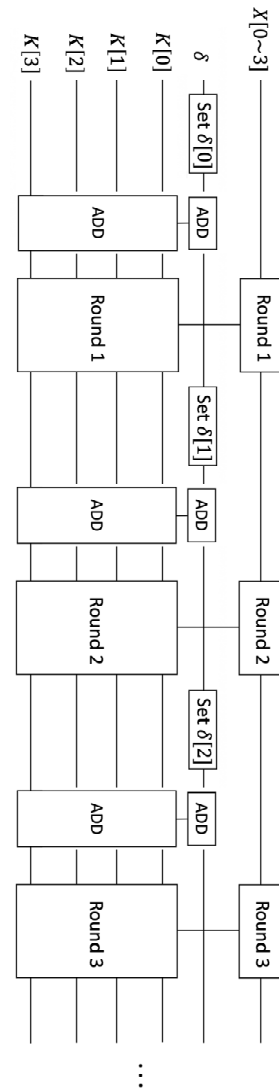 X[0~3]
Round 1
Round 2
Round 3
δ
Set δ[0]
ADD
Set δ[1]
ADD
Set δ[2]
ADD
K[0]
K[1]
K[2]
K[3]
ADD
Round 1
ADD
Round 2
ADD
Round 3
...